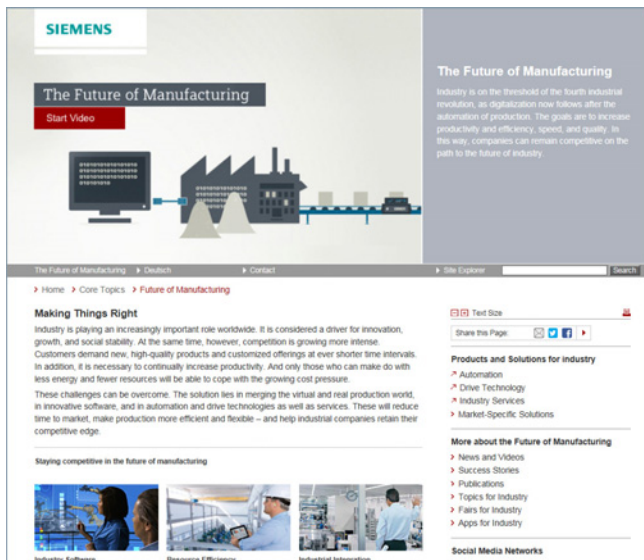 SIEMENS
The Future of Manufacturing
Start Video
The Future of Manufacturing
Industry is on the threshold of the fourth industrial
revolution, as digitalization now follows after the
automation of production. The goals are to increase
productivity and efficiency, speed, and quality. In
this way, companies can remain competitive on the
path to the future of industry.
The Future of Manufacturing Deutsch Contact Site Explorer Search
Home Core Topics Future of Manufacturing
Making Things Right
Industry is playing an increasingly important role worldwide. It is considered a driver for innovation,
growth, and social stability. At the same time, however, competition is growing more intense.
Customers demand new, high-quality products and customized offerings at ever shorter time intervals.
In addition, it is necessary to continually increase productivity. And only those who can make do with
less energy and fewer resources will be able to cope with the growing cost pressure.
These challenges can be overcome. The solution lies in merging the virtual and real production world,
in innovative software, and in automation and drive technologies as well as services. These will reduce
time to market, make production more efficient and flexible – and help industrial companies retain their
competitive edge.
Staying competitive in the future of manufacturing
Industry Software
Resource Efficiency
Industrial Integration
Text Size
Share this Page:
Products and Solutions for industry
Automation
Drive Technology
Industry Services
Market-Specific Solutions
More about the Future of Manufacturing
News and Videos
Success Stories
Publications
Topics for Industry
Fairs for Industry
Apps for Industry
Social Media Networks